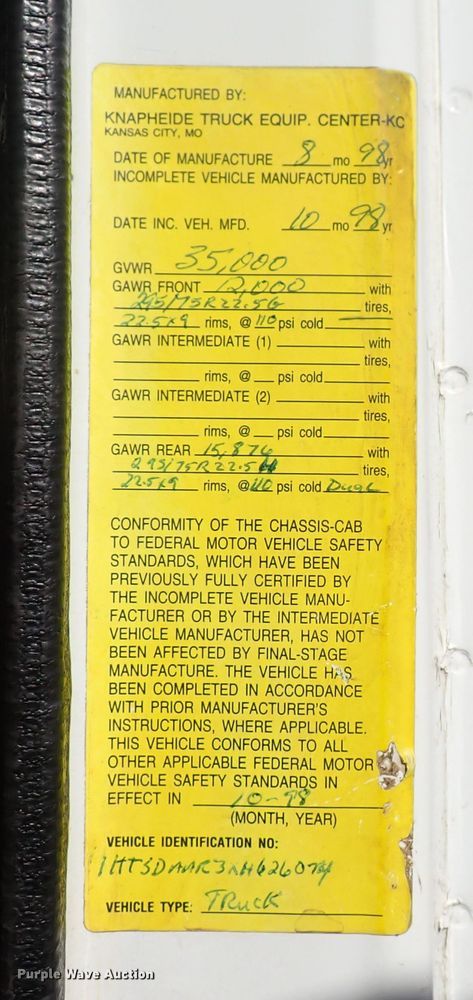 MANUFACTURED BY:
KNAPHEIDE TRUCK EQUIP. CENTER-KC
KANSAS CITY, MO
DATE OF MANUFACTURE 8 mo 98 yr
INCOMPLETE VEHICLE MANUFACTURED BY:
DATE INC. VEH. MFD. 10 mo 98 yr
GVWR 35,000
GAWR FRONT 12,000 with
295/75R22.5G tires,
22.5x9 rims, @ 110 psi cold
GAWR INTERMEDIATE (1) with
tires,
rims, @ psi cold
GAWR INTERMEDIATE (2) with
tires,
rims, @ psi cold
GAWR REAR with
295/75R22.5H tires,
22.5x9 rims, @ 110 psi cold Dual
CONFORMITY OF THE CHASSIS-CAB
TO FEDERAL MOTOR VEHICLE SAFETY
STANDARDS, WHICH HAVE BEEN
PREVIOUSLY FULLY CERTIFIED BY
THE INCOMPLETE VEHICLE MANU-
FACTURER OR BY THE INTERMEDIATE
VEHICLE MANUFACTURER, HAS NOT
BEEN AFFECTED BY FINAL-STAGE
MANUFACTURE. THE VEHICLE HAS
BEEN COMPLETED IN ACCORDANCE
WITH PRIOR MANUFACTURER'S
INSTRUCTIONS, WHERE APPLICABLE.
THIS VEHICLE CONFORMS TO ALL
OTHER APPLICABLE FEDERAL MOTOR
VEHICLE SAFETY STANDARDS IN
EFFECT IN 10-98
(MONTH, YEAR)
VEHICLE IDENTIFICATION NO:
VEHICLE TYPE: TRUCK
Purple Wave Auction